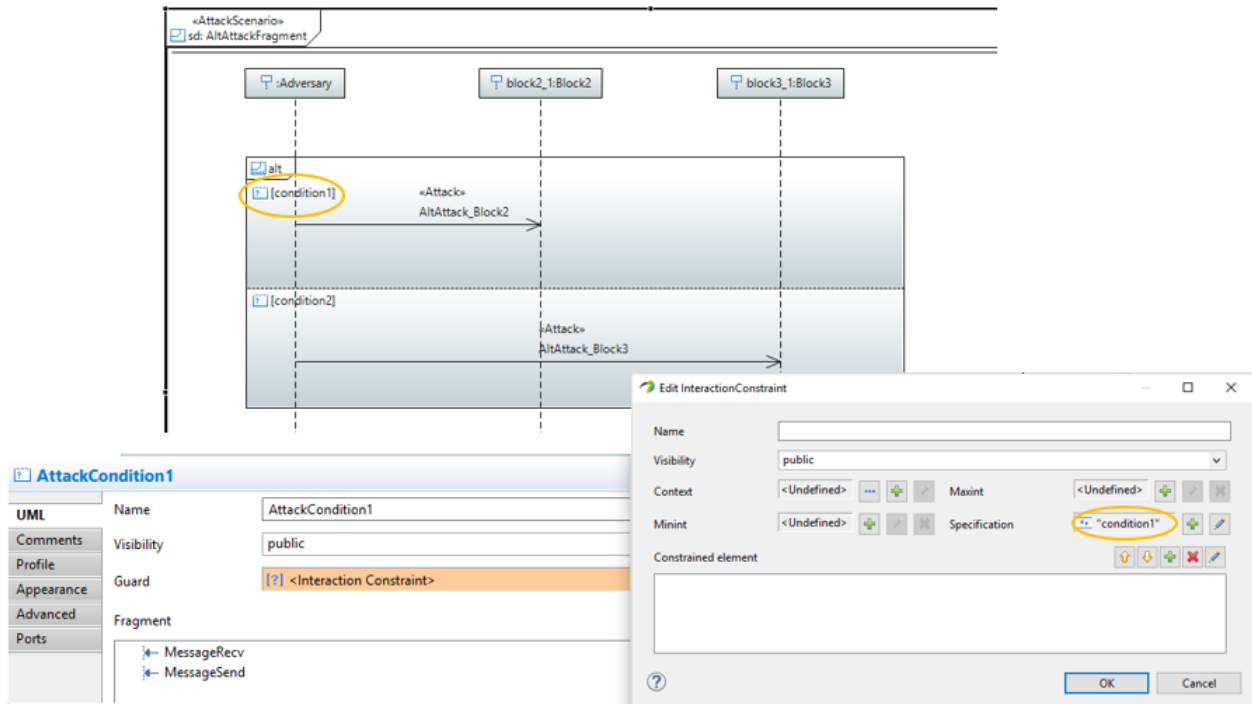 «AttackScenario»
sd: AltAttackFragment
:Adversary
block2_1:Block2
block3_1:Block3
alt
[condition1]
«Attack»
AltAttack_Block2
[condition2]
«Attack»
AltAttack_Block3
Edit InteractionConstraint
Name
Visibility public
Context <Undefined> Maxint <Undefined>
Minint <Undefined> Specification "condition1"
Constrained element
OK Cancel
AttackCondition1
UML
Comments
Profile
Appearance
Advanced
Ports
Name AttackCondition1
Visibility public
Guard [?] <Interaction Constraint>
Fragment
MessageRecv
MessageSend